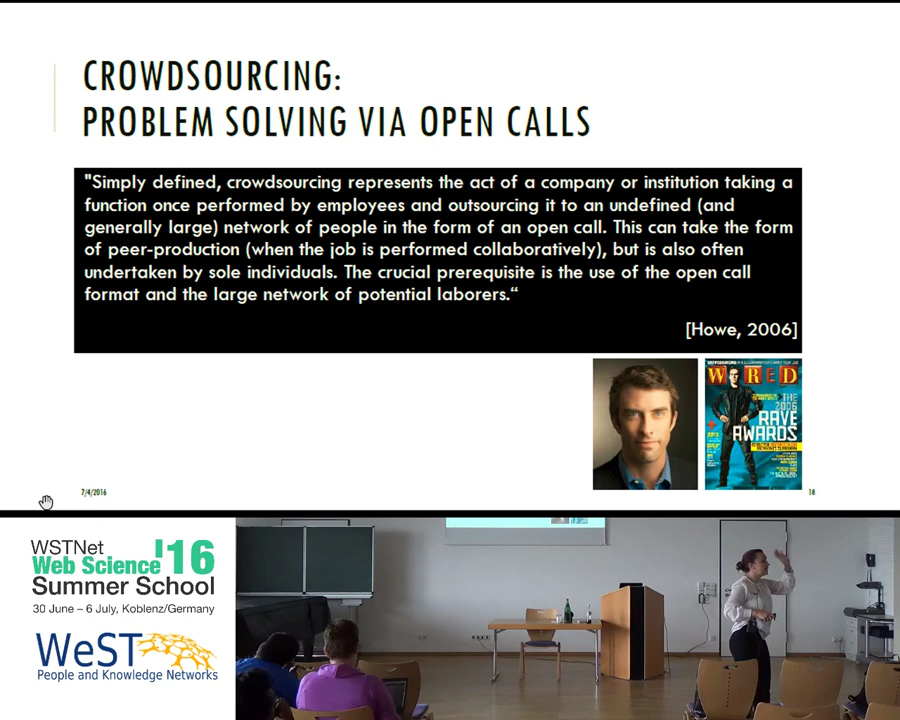 CROWDSOURCING:
PROBLEM SOLVING VIA OPEN CALLS
"Simply defined, crowdsourcing represents the act of a company or institution taking a
function once performed by employees and outsourcing it to an undefined (and
generally large) network of people in the form of an open call. This can take the form
of peer-production (when the job is performed collaboratively), but is also often
undertaken by sole individuals. The crucial prerequisite is the use of the open call
format and the large network of potential laborers.“
[Howe, 2006]
WIRED
THE
2006
RAVE
AWARDS
7/4/2016
18
WSTNet
Web Science '16
Summer School
30 June – 6 July, Koblenz/Germany
WeST
People and Knowledge Networks